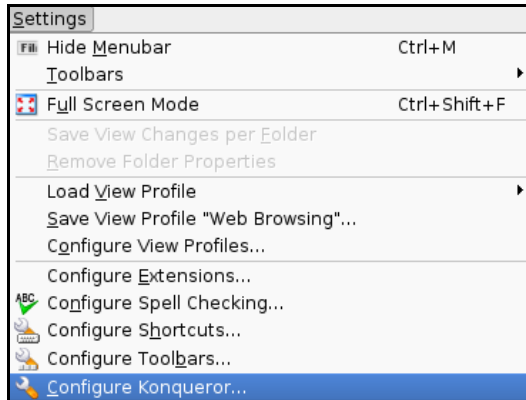 Settings
Hide Menubar Ctrl+M
Toolbars
Full Screen Mode Ctrl+Shift+F
Save View Changes per Folder
Remove Folder Properties
Load View Profile
Save View Profile "Web Browsing"...
Configure View Profiles...
Configure Extensions...
ABC Configure Spell Checking...
Configure Shortcuts...
Configure Toolbars...
Configure Konqueror...